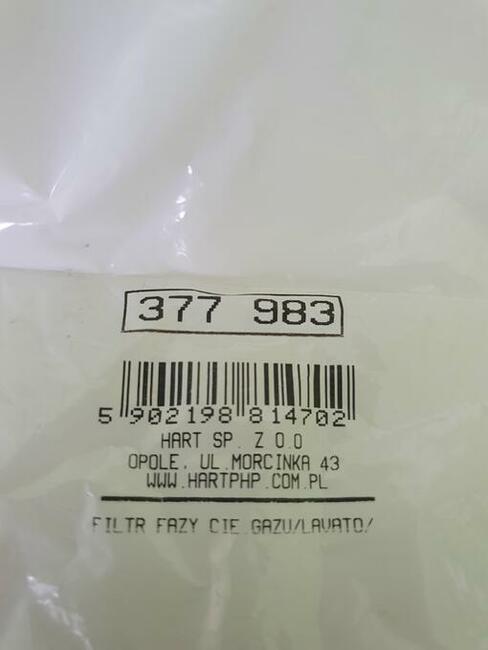 377 983
5 902198 814702
HART SP. Z O.O
OPOLE, UL.MORCINKA 43
WWW.HARTPHP.COM.PL
FILTR FAZY CIE.GAZU/LAVATO/